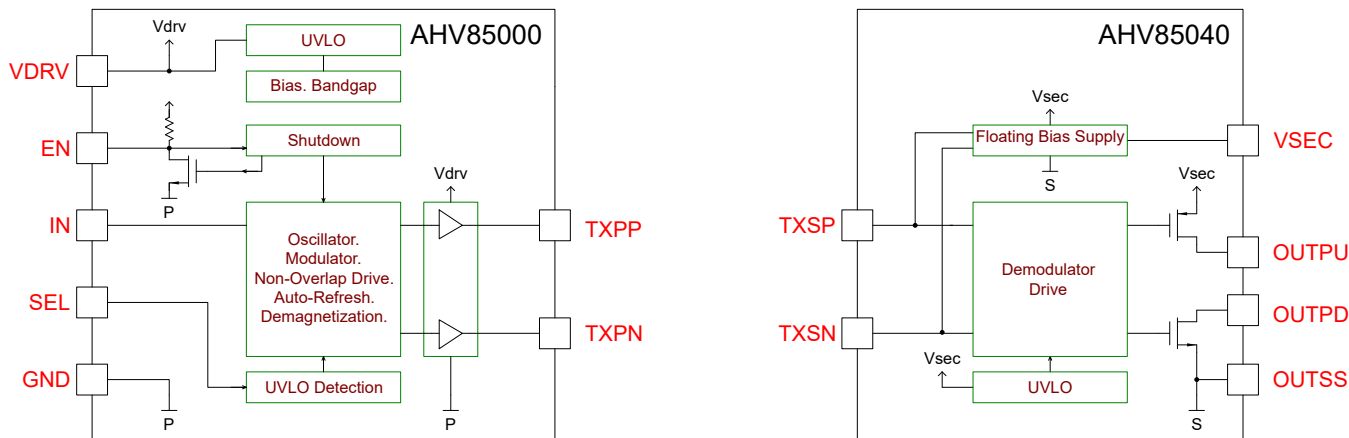 AHV85000
Vdrv
UVLO
VDRV
Bias. Bandgap
EN
Shutdown
P
Vdrv
IN
TXPP
Oscillator.
Modulator.
Non-Overlap Drive.
Auto-Refresh.
Demagnetization.
SEL
TXPN
GND
UVLO Detection
P
P
AHV85040
Vsec
Floating Bias Supply
VSEC
S
Vsec
TXSP
OUTPU
Demodulator
Drive
OUTPD
TXSN
Vsec
UVLO
OUTSS
S